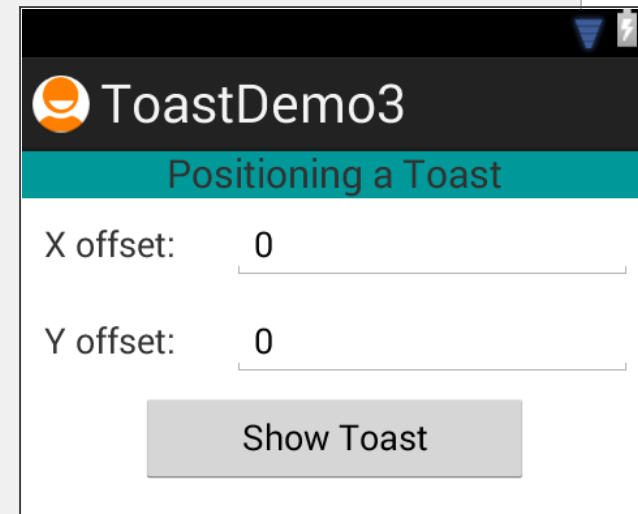 ToastDemo3
Positioning a Toast
X offset: 0
Y offset: 0
Show Toast